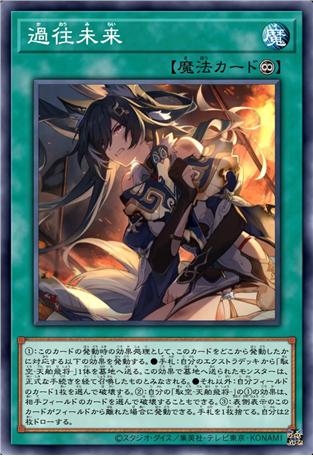 過往未来
魔
【魔法カード】
①:このカードの発動時の効果処理として、このカードをどこから発動したか
に対応する以下の効果を発動する。●手札:自分のエクストラデッキから「馭
空・天舶飛将」1体を墓地へ送る。この効果で墓地へ送られたモンスターは、
正式な手続きを経て召喚したものとみなされる。●それ以外:自分フィールド
のカード1枚を選んで破壊する。②:自分の「馭空・天舶飛将」の①の効果は、
相手フィールドのカードを選んで破壊することもできる。③:表側表示のこの
カードがフィールドから離れた場合に発動できる。手札を1枚捨てる。自分は2
枚ドローする。
©スタジオ・ダイス/集英社・テレビ東京・KONAMI